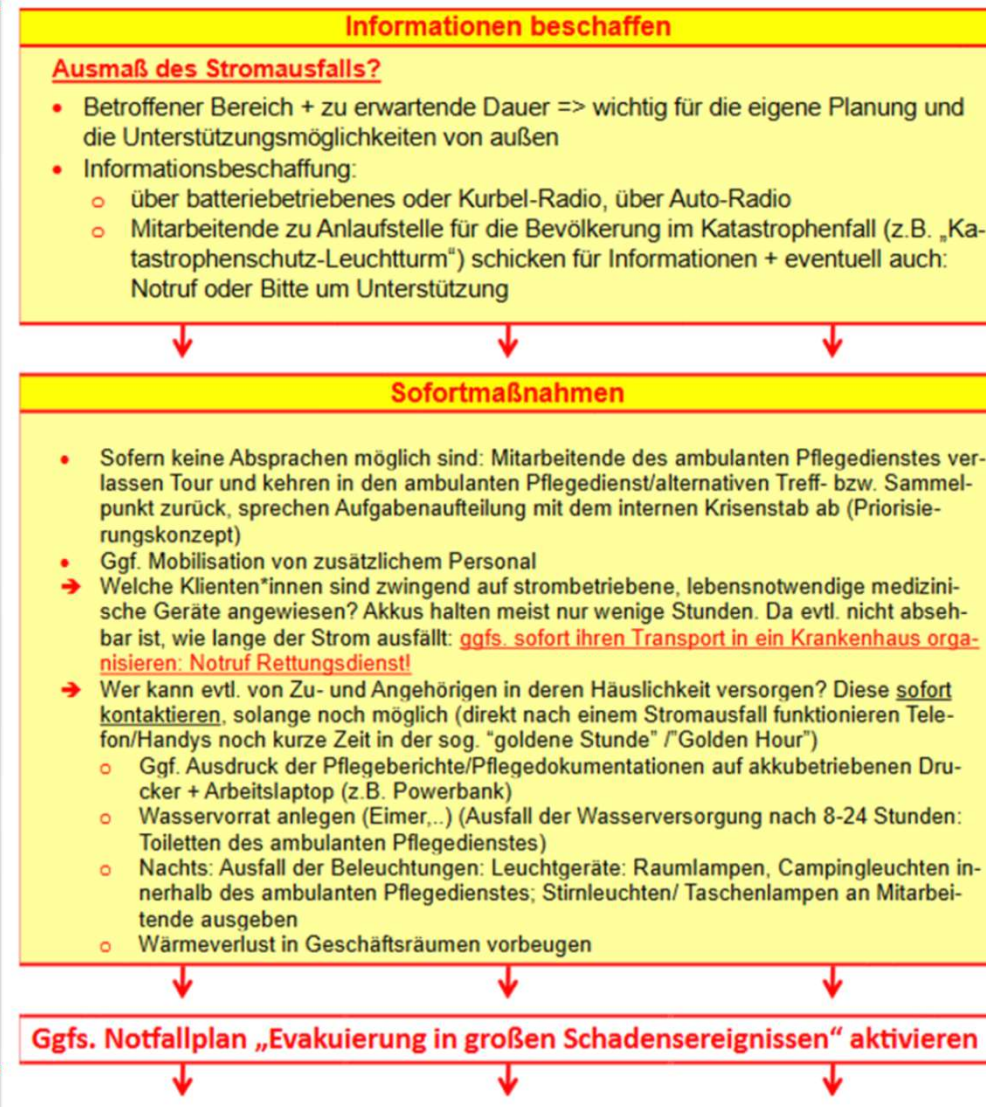 Informationen beschaffen
Ausmaß des Stromausfalls?
• Betroffener Bereich + zu erwartende Dauer => wichtig für die eigene Planung und
die Unterstützungsmöglichkeiten von außen
• Informationsbeschaffung:
o über batteriebetriebenes oder Kurbel-Radio, über Auto-Radio
o Mitarbeitende zu Anlaufstelle für die Bevölkerung im Katastrophenfall (z.B. „Ka-
tastrophenschutz-Leuchtturm“) schicken für Informationen + eventuell auch:
Notruf oder Bitte um Unterstützung
Sofortmaßnahmen
• Sofern keine Absprachen möglich sind: Mitarbeitende des ambulanten Pflegedienstes ver-
lassen Tour und kehren in den ambulanten Pflegedienst/alternativen Treff- bzw. Sammel-
punkt zurück, sprechen Aufgabenaufteilung mit dem internen Krisenstab ab (Priorisie-
rungskonzept)
• Ggf. Mobilisation von zusätzlichem Personal
➔ Welche Klienten*innen sind zwingend auf strombetriebene, lebensnotwendige medizini-
sche Geräte angewiesen? Akkus halten meist nur wenige Stunden. Da evtl. nicht abseh-
bar ist, wie lange der Strom ausfällt: ggfs. sofort ihren Transport in ein Krankenhaus orga-
nisieren: Notruf Rettungsdienst!
➔ Wer kann evtl. von Zu- und Angehörigen in deren Häuslichkeit versorgen? Diese sofort
kontaktieren, solange noch möglich (direkt nach einem Stromausfall funktionieren Tele-
fon/Handys noch kurze Zeit in der sog. “goldene Stunde” /”Golden Hour”)
o Ggf. Ausdruck der Pflegeberichte/Pflegedokumentationen auf akkubetriebenen Dru-
cker + Arbeitslaptop (z.B. Powerbank)
o Wasservorrat anlegen (Eimer,..) (Ausfall der Wasserversorgung nach 8-24 Stunden:
Toiletten des ambulanten Pflegedienstes)
o Nachts: Ausfall der Beleuchtungen: Leuchtgeräte: Raumlampen, Campingleuchten in-
nerhalb des ambulanten Pflegedienstes; Stirnleuchten/ Taschenlampen an Mitarbei-
tende ausgeben
o Wärmeverlust in Geschäftsräumen vorbeugen
Ggfs. Notfallplan „Evakuierung in großen Schadensereignissen“ aktivieren